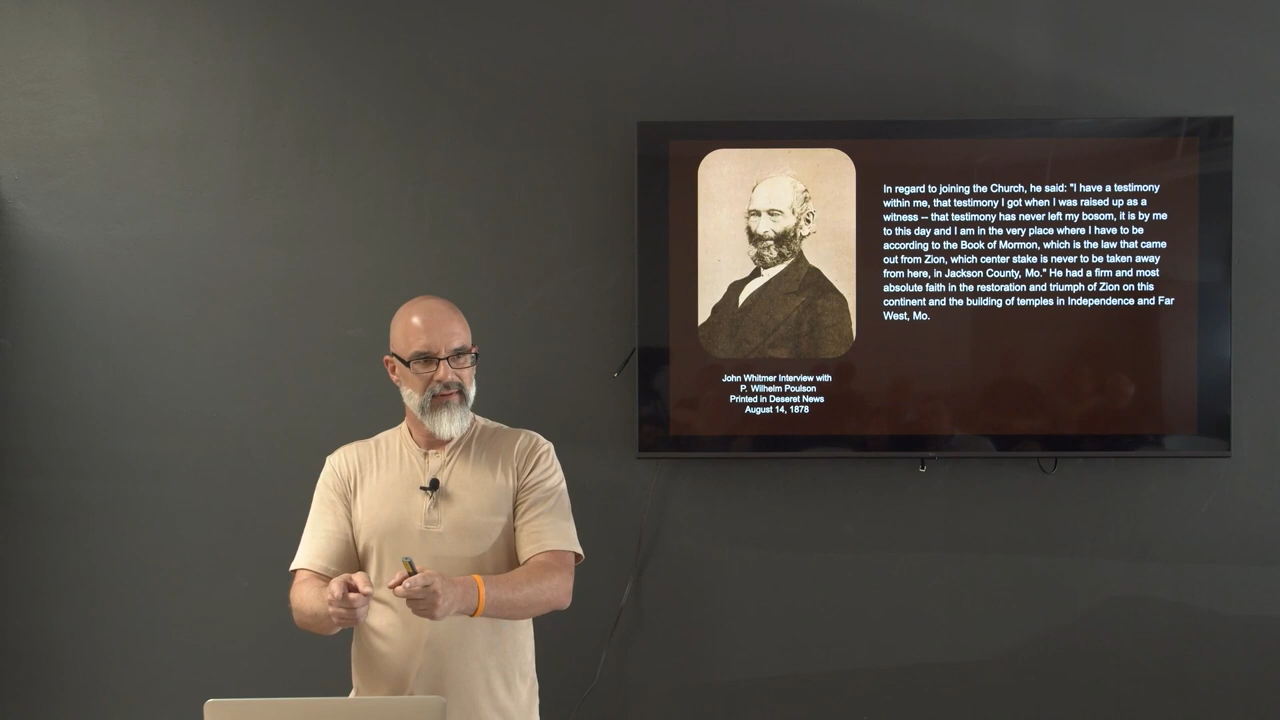 In regard to joining the Church, he said: "I have a testimony
within me, that testimony I got when I was raised up as a
witness -- that testimony has never left my bosom, it is by me
to this day and I am in the very place where I have to be
according to the Book of Mormon, which is the law that came
out from Zion, which center stake is never to be taken away
from here, in Jackson County, Mo." He had a firm and most
absolute faith in the restoration and triumph of Zion on this
continent and the building of temples in Independence and Far
West, Mo.
John Whitmer Interview with
P. Wilhelm Poulson
Printed in Deseret News
August 14, 1878